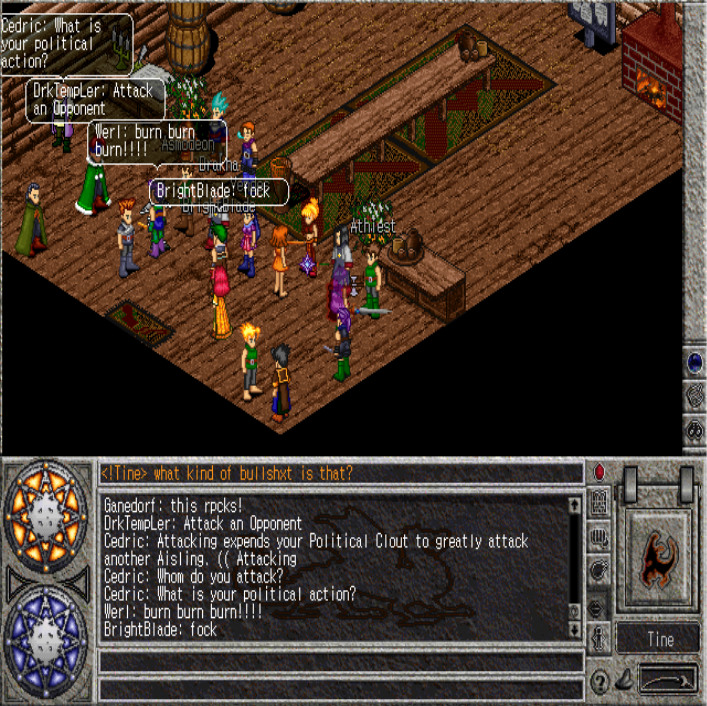 Cedric: What is
your political
action?
DrkTempLer: Attack
an Opponent
Werl: burn burn
burn!!!!
Asmodeon
BrightBlade: fock
BrightBlade
Athiest
<!Tine> what kind of bullshxt is that?
Ganedorf: this rpcks!
DrkTempLer: Attack an Opponent
Cedric: Attacking expends your Political Clout to greatly attack
another Aisling. (( Attacking
Cedric: Whom do you attack?
Cedric: What is your political action?
Werl: burn burn burn!!!!
BrightBlade: fock
Tine